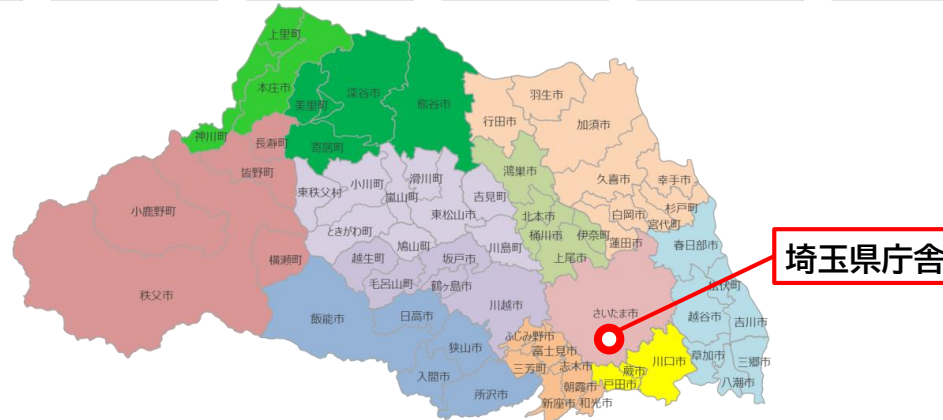 上里町
本庄市
美里町
深谷市
熊谷市
神川町
長瀞町
寄居町
皆野町
小鹿野町
秩父市
横瀬町
羽生市
行田市
加須市
鴻巣市
久喜市
幸手市
白岡市
杉戸町
宮代町
北本市
桶川市
伊奈町
蓮田市
上尾市
東秩父村
小川町
滑川町
嵐山町
吉見町
東松山市
ときがわ町
鳩山町
川島町
越生町
坂戸市
毛呂山町
鶴ヶ島市
川越市
春日部市
松伏町
越谷市
吉川市
草加市
三郷市
八潮市
さいたま市
飯能市
日高市
狭山市
入間市
所沢市
ふじみ野市
富士見市
三芳町
志木市
朝霞市
新座市
和光市
川口市
蕨市
戸田市
埼玉県庁舎